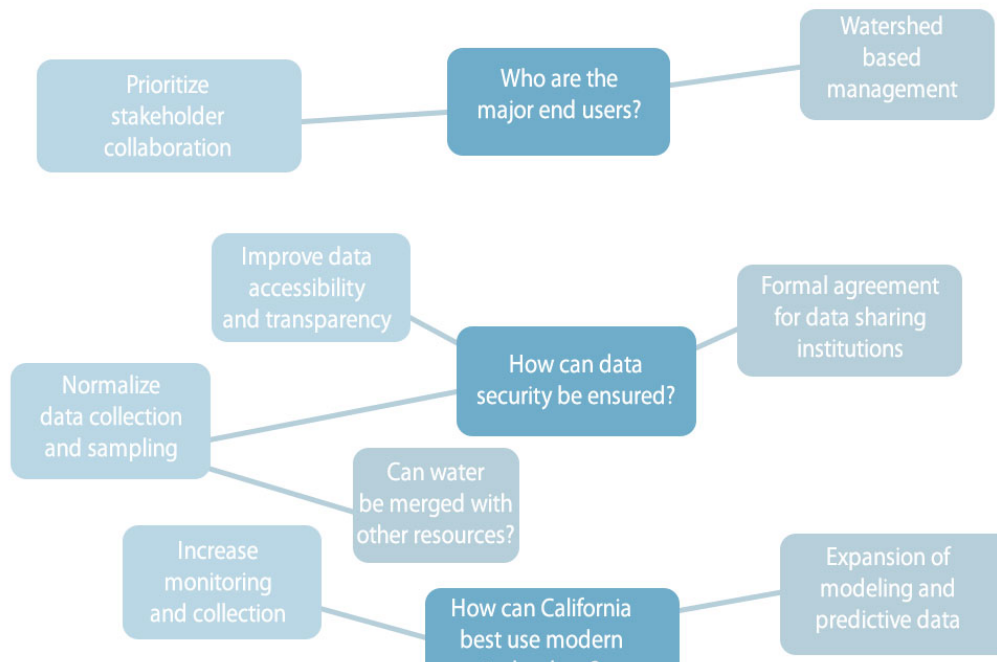 Prioritize
stakeholder
collaboration
Who are the
major end users?
Watershed
based
management
Improve data
accessibility
and transparency
Formal agreement
for data sharing
institutions
How can data
security be ensured?
Normalize
data collection
and sampling
Can water
be merged with
other resources?
Increase
monitoring
and collection
How can California
best use modern
Expansion of
modeling and
predictive data